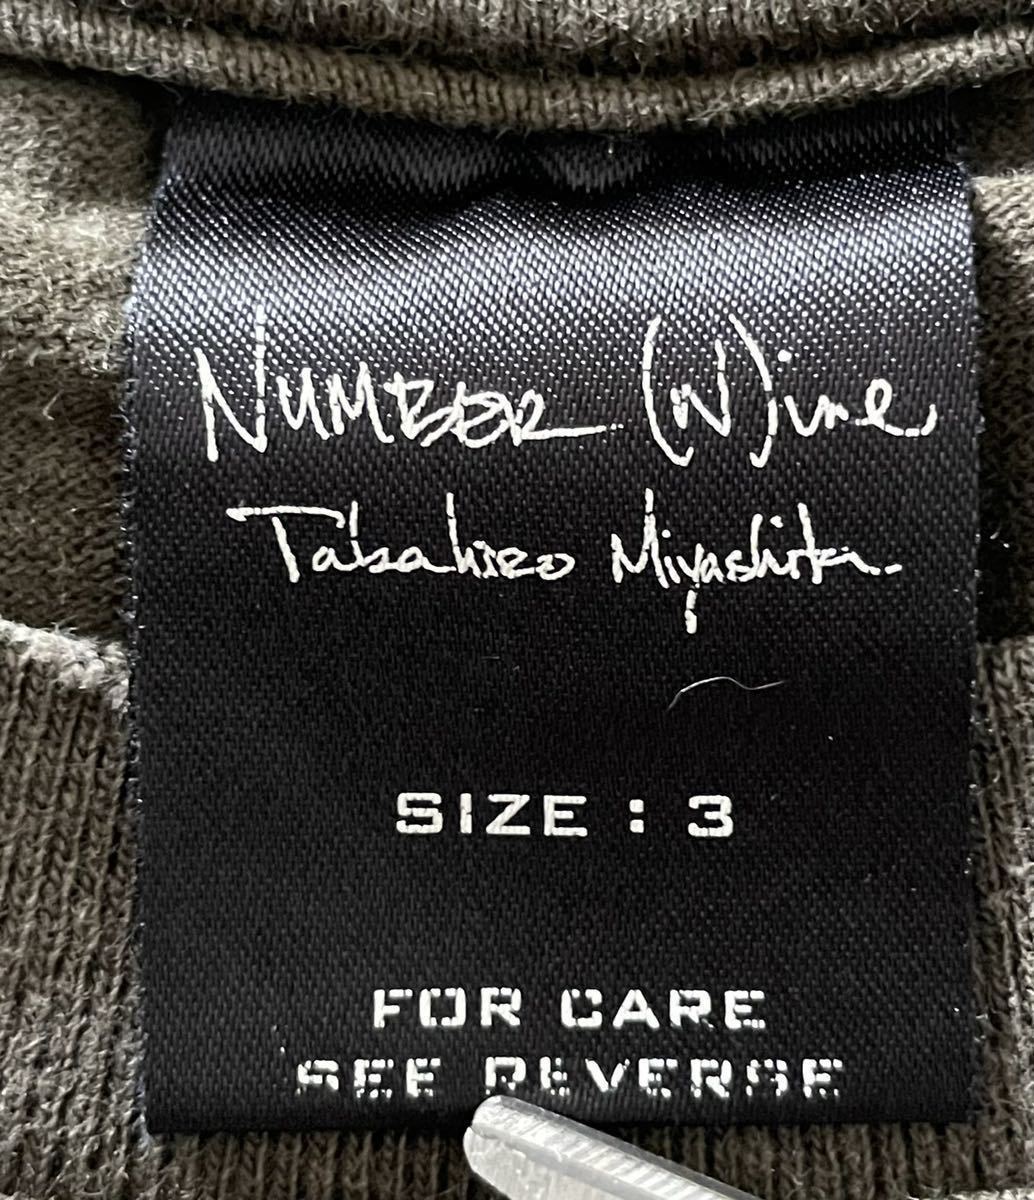 NUMBER (N)ine
Takahiro Miyashita.
SIZE : 3
FOR CARE
SEE REVERSE